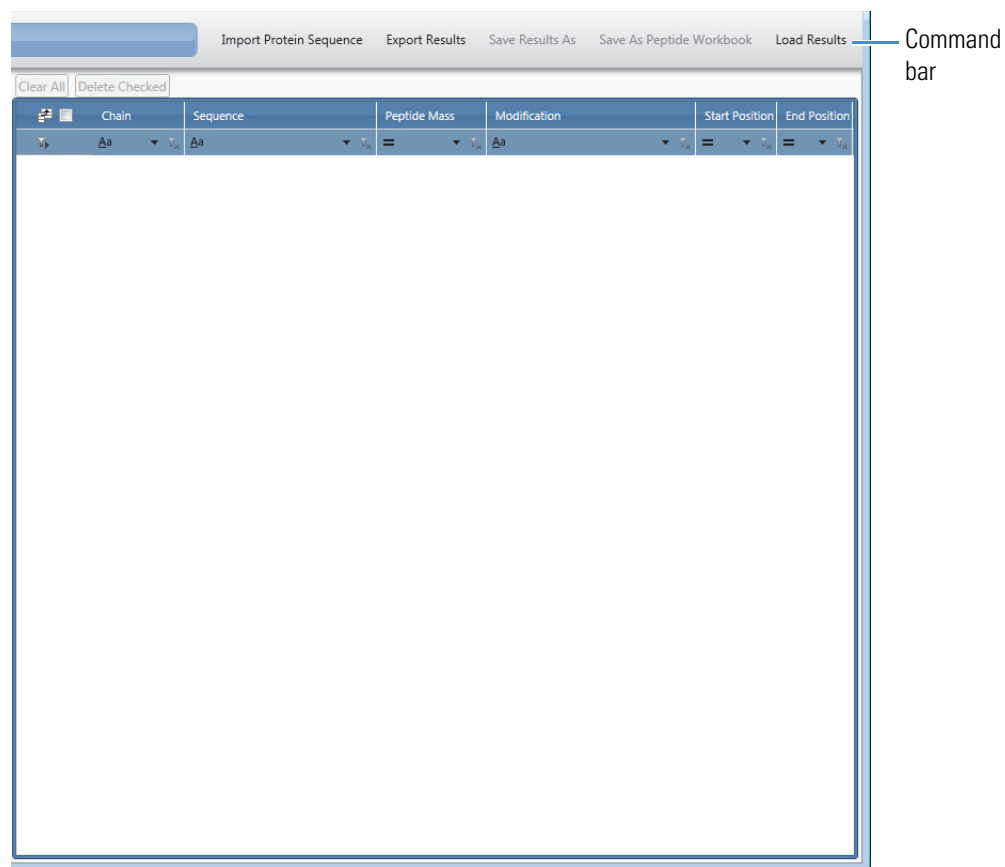 Import Protein Sequence Export Results Save Results As Save As Peptide Workbook Load Results
Command
bar
Clear All Delete Checked
Chain Sequence Peptide Mass Modification Start Position End Position
Aa Aa = Aa = =